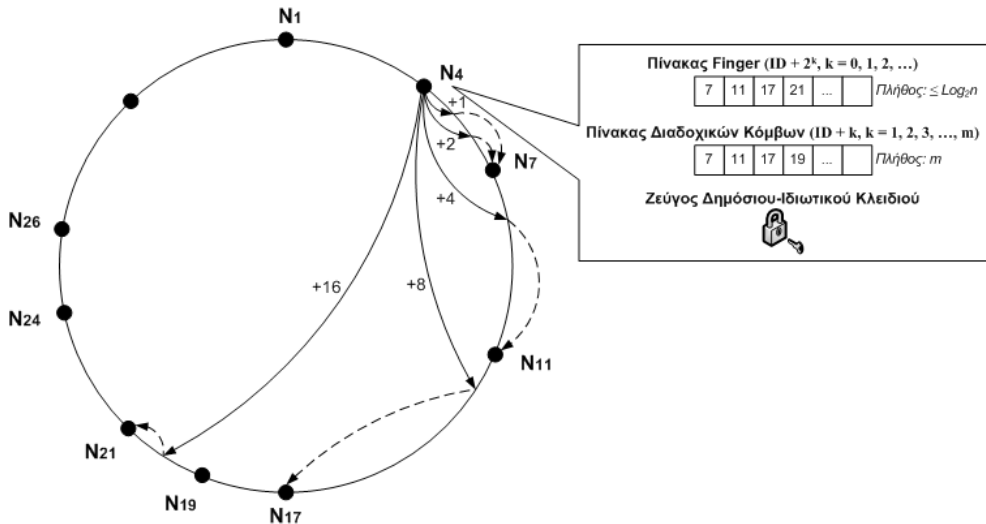 N1
N4
+1
+2
N7
+4
N26
+16
+8
N24
N11
N21
N19
N17
Πίνακας Finger (ID + 2^k, k = 0, 1, 2, …)
7 11 17 21 ... Πλήθος: ≤ Log₂n
Πίνακας Διαδοχικών Κόμβων (ID + k, k = 1, 2, 3, …, m)
7 11 17 19 ... Πλήθος: m
Ζεύγος Δημόσιου-Ιδιωτικού Κλειδιού